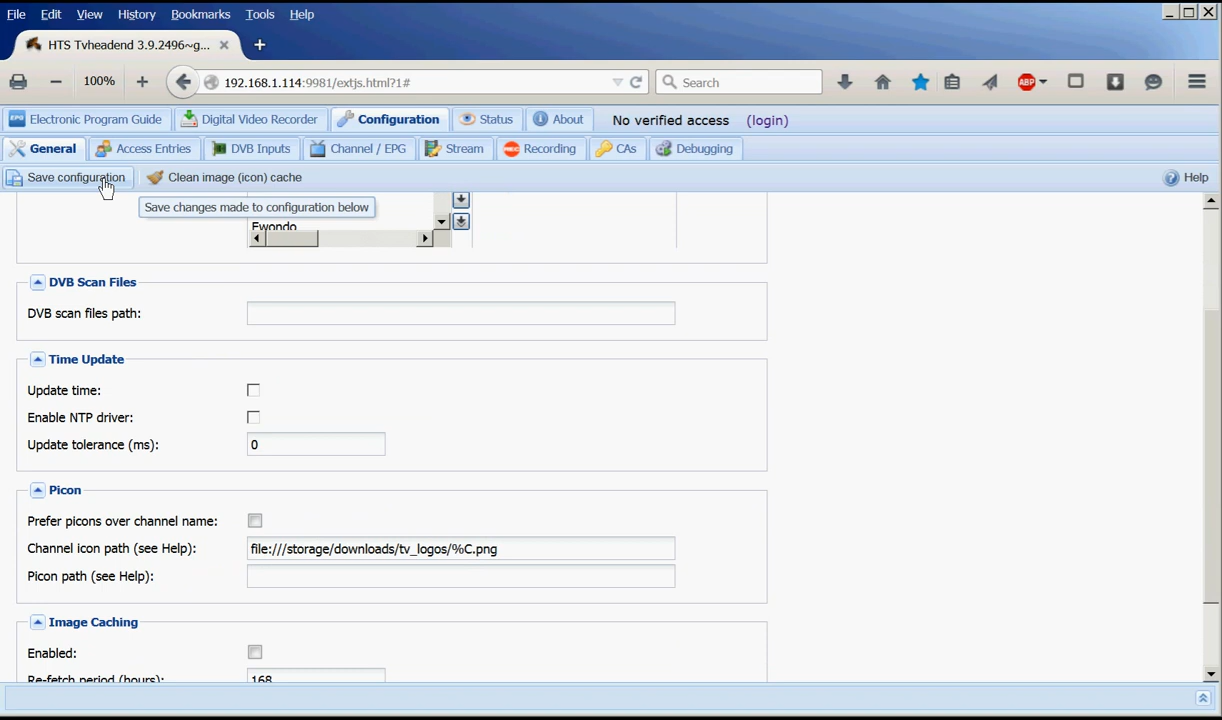 File Edit View History Bookmarks Tools Help
HTS Tvheadend 3.9.2496~g...
100% 192.168.1.114:9981/extjs.html?1# Search ABP
EPG Electronic Program Guide Digital Video Recorder Configuration Status About No verified access (login)
General Access Entries DVB Inputs Channel / EPG Stream REC Recording CAs Debugging
Save configuration Clean image (icon) cache Help
Save changes made to configuration below
Ewondo
DVB Scan Files
DVB scan files path:
Time Update
Update time:
Enable NTP driver:
Update tolerance (ms): 0
Picon
Prefer picons over channel name:
Channel icon path (see Help): file:///storage/downloads/tv_logos/%C.png
Picon path (see Help):
Image Caching
Enabled:
Re-fetch period (hours): 168